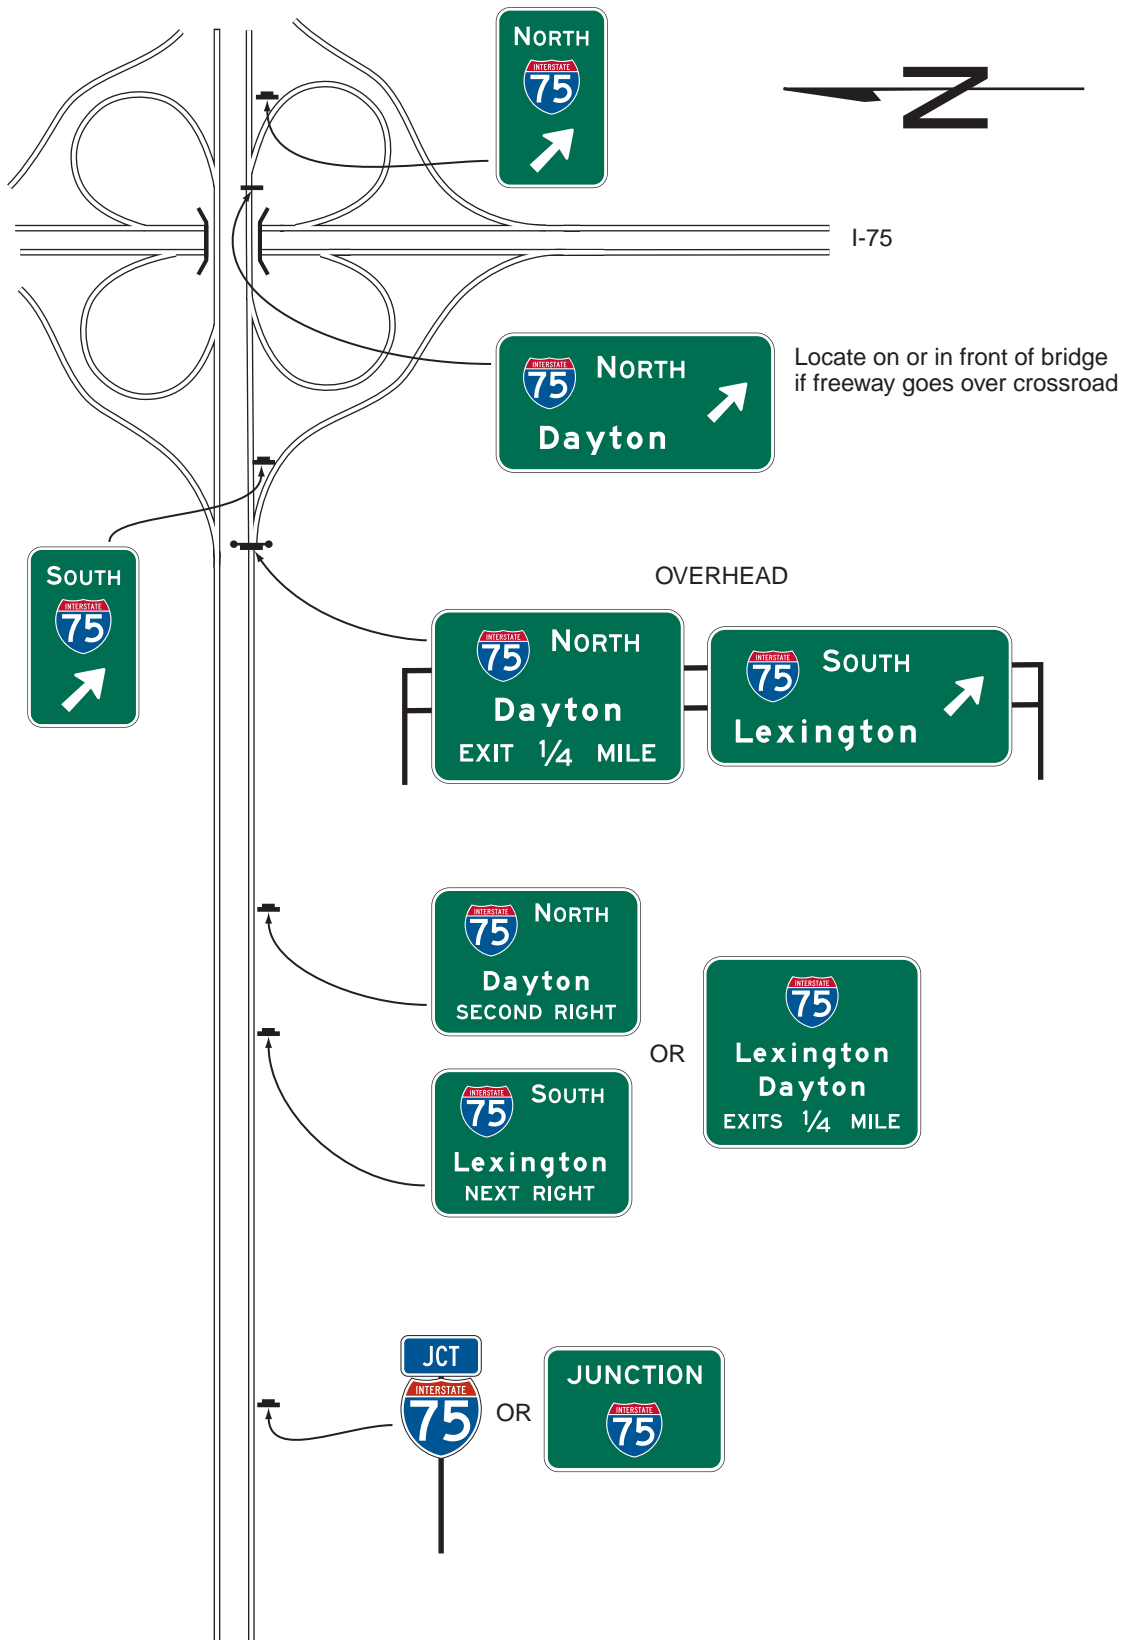 NORTH
INTERSTATE
75
N
I-75
INTERSTATE
75
NORTH
Dayton
Locate on or in front of bridge
if freeway goes over crossroad
SOUTH
INTERSTATE
75
OVERHEAD
INTERSTATE
75
NORTH
Dayton
EXIT 1/4 MILE
INTERSTATE
75
SOUTH
Lexington
INTERSTATE
75
NORTH
Dayton
SECOND RIGHT
INTERSTATE
75
SOUTH
Lexington
NEXT RIGHT
OR
INTERSTATE
75
Lexington
Dayton
EXITS 1/4 MILE
JCT
INTERSTATE
75
OR
JUNCTION
INTERSTATE
75